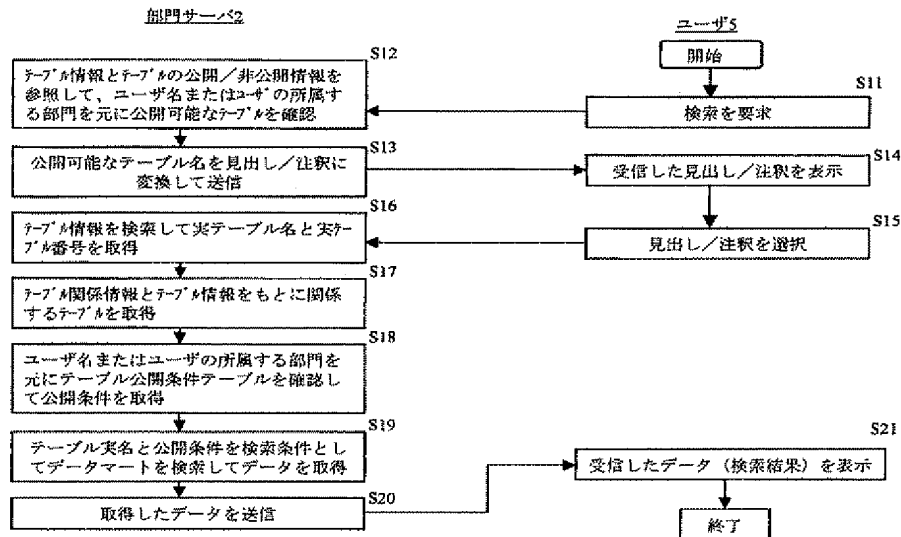 部門サーバ2
ユーザ5
開始
S12
テーブル情報とテーブルの公開／非公開情報を
参照して、ユーザ名またはユーザの所属す
る部門を元に公開可能なテーブルを確認
S11
検索を要求
S13
公開可能なテーブル名を見出し／注釈に
変換して送信
S14
受信した見出し／注釈を表示
S16
テーブル情報を検索して実テーブル名と実テー
ブル番号を取得
S15
見出し／注釈を選択
S17
テーブル関係情報とテーブル情報をもとに関係
するテーブルを取得
S18
ユーザ名またはユーザの所属する部門を
元にテーブル公開条件テーブルを確認して
公開条件を取得
S19
テーブル実名と公開条件を検索条件とし
てデータマートを検索してデータを取得
S21
受信したデータ（検索結果）を表示
S20
取得したデータを送信
終了